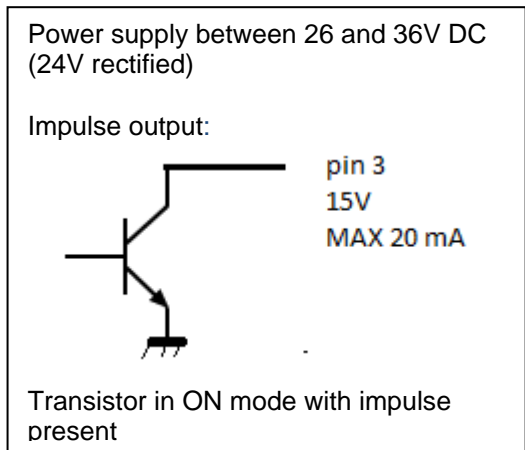 Power supply between 26 and 36V DC
(24V rectified)
Impulse output:
pin 3
15V
MAX 20 mA
Transistor in ON mode with impulse
present